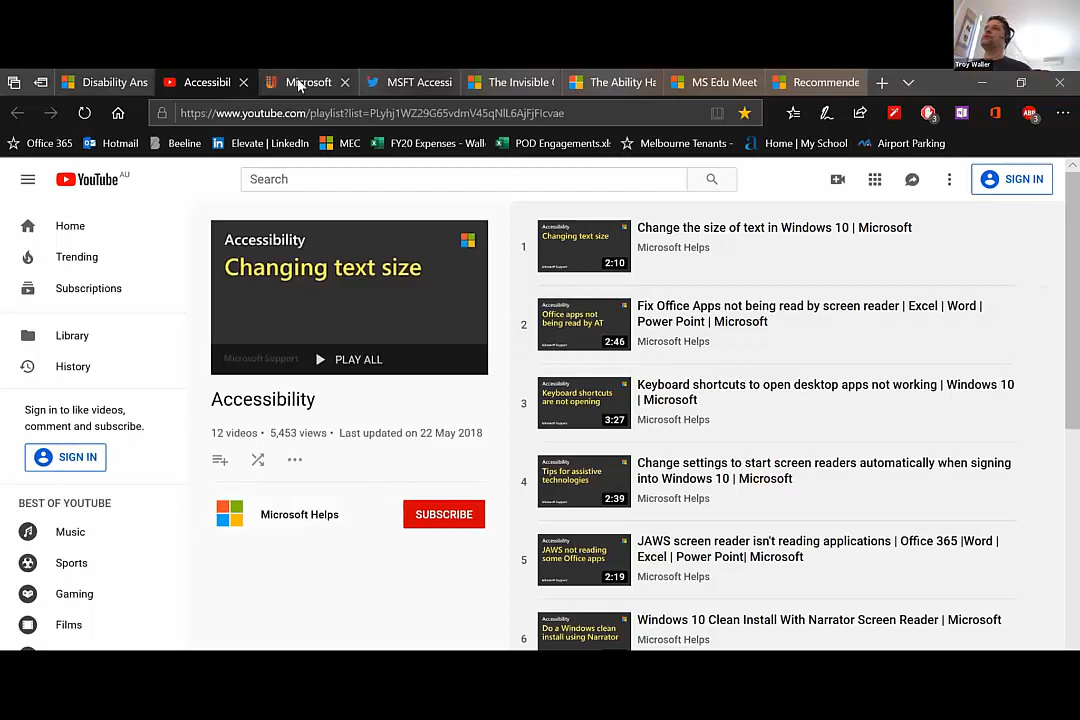 Troy Waller
Disability Ans
Accessibil
Microsoft
MSFT Accessi
The Invisible
The Ability Ha
MS Edu Meet
Recommende
https://www.youtube.com/playlist?list=PLyhj1WZ29G65vdmV45qNlL6AjFjFlcvae
Office 365
Hotmail
Beeline
Elevate | LinkedIn
MEC
FY20 Expenses - Walle
POD Engagements.xls
Melbourne Tenants -
Home | My School
Airport Parking
YouTube AU
Search
SIGN IN
Home
Trending
Subscriptions
Library
History
Sign in to like videos,
comment and subscribe.
SIGN IN
BEST OF YOUTUBE
Music
Sports
Gaming
Films
Accessibility
Changing text size
Microsoft Support
PLAY ALL
Accessibility
12 videos • 5,453 views • Last updated on 22 May 2018
Microsoft Helps
SUBSCRIBE
1
Accessibility
Changing text size
Microsoft Support
2:10
Change the size of text in Windows 10 | Microsoft
Microsoft Helps
2
Accessibility
Office apps not
being read by AT
2:46
Fix Office Apps not being read by screen reader | Excel | Word |
Power Point | Microsoft
Microsoft Helps
3
Accessibility
Keyboard shortcuts
are not opening
3:27
Keyboard shortcuts to open desktop apps not working | Windows 10
| Microsoft
Microsoft Helps
4
Accessibility
Tips for assistive
technologies
2:39
Change settings to start screen readers automatically when signing
into Windows 10 | Microsoft
Microsoft Helps
5
Accessibility
JAWS not reading
some Office apps
2:19
JAWS screen reader isn't reading applications | Office 365 |Word |
Excel | Power Point| Microsoft
Microsoft Helps
6
Accessibility
Do a Windows clean
install using Narrator
Windows 10 Clean Install With Narrator Screen Reader | Microsoft
Microsoft Helps